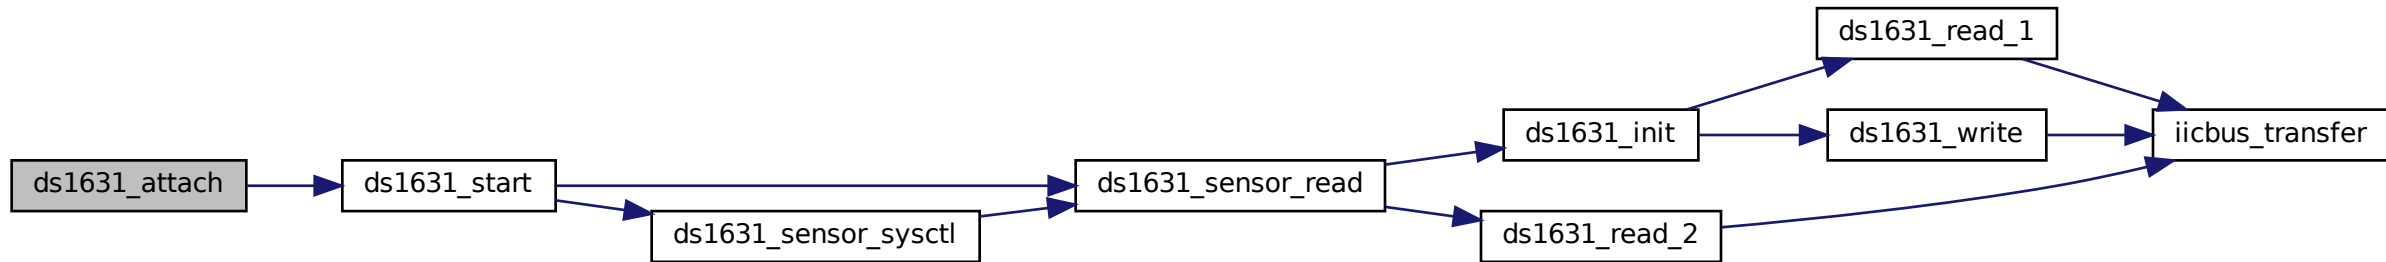 ds1631_attach
ds1631_start
ds1631_sensor_sysctl
ds1631_sensor_read
ds1631_init
ds1631_read_2
ds1631_read_1
ds1631_write
iicbus_transfer